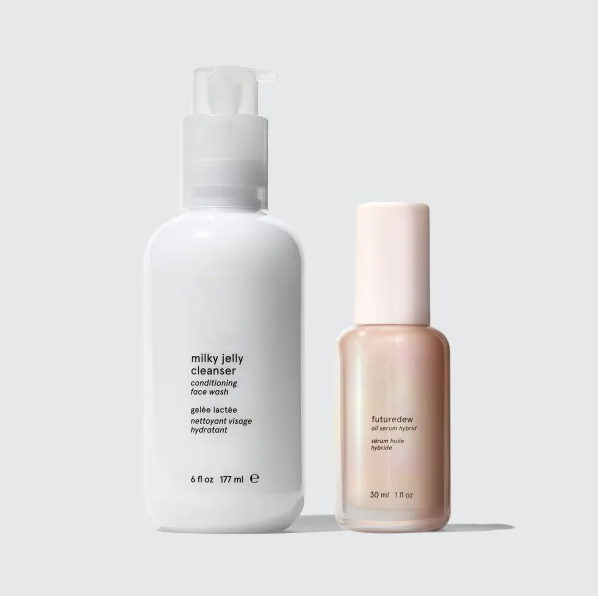 milky jelly
cleanser
conditioning
face wash
gelée lactée
nettoyant visage
hydratant
6 fl oz 177 ml ℮
futuredew
oil serum hybrid
sérum huile
hybride
30 ml 1 fl oz